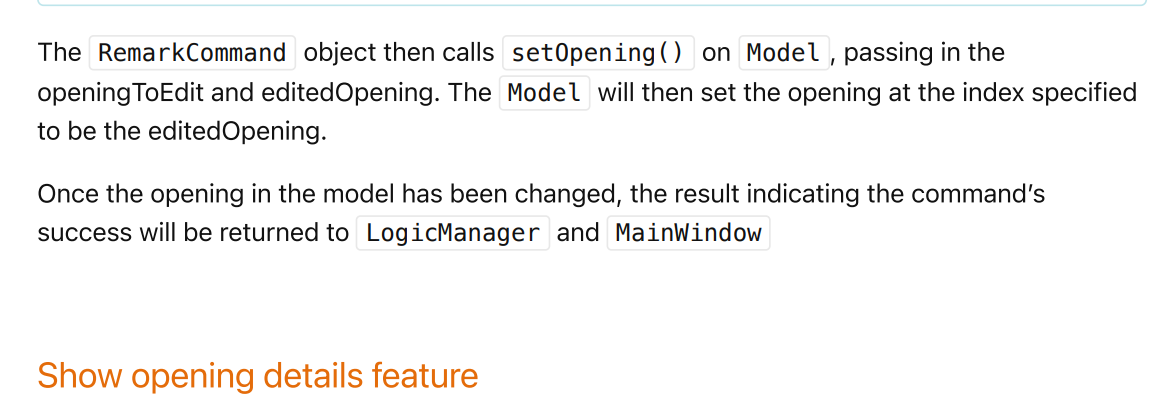 The RemarkCommand object then calls setOpening() on Model, passing in the
openingToEdit and editedOpening. The Model will then set the opening at the index specified
to be the editedOpening.
Once the opening in the model has been changed, the result indicating the command's
success will be returned to LogicManager and MainWindow
Show opening details feature